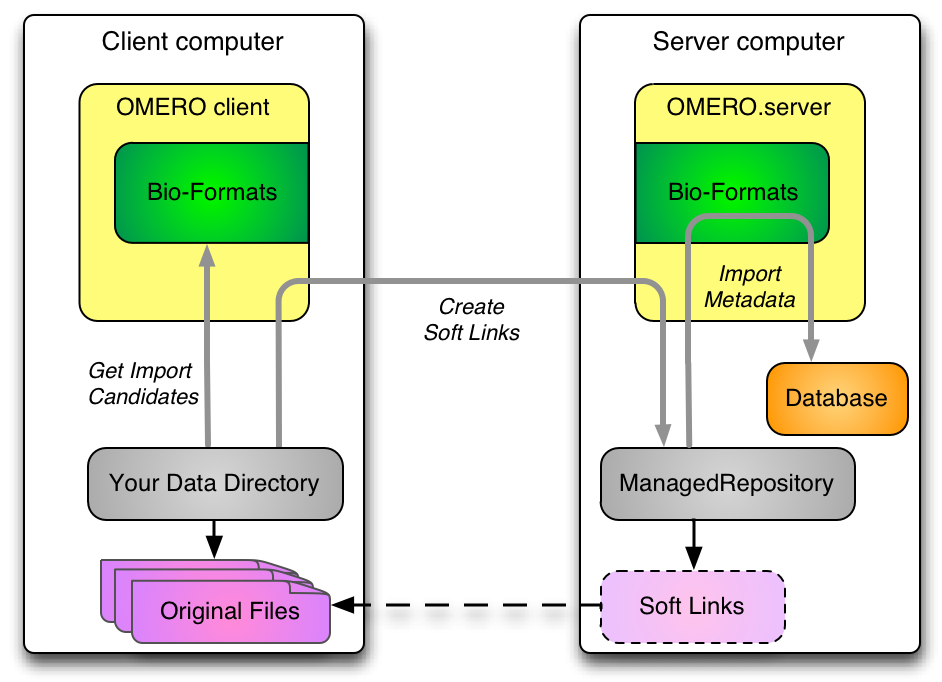 Client computer
OMERO client
Bio-Formats
Get Import
Candidates
Your Data Directory
Original Files
Create
Soft Links
Server computer
OMERO.server
Bio-Formats
Import
Metadata
Database
ManagedRepository
Soft Links